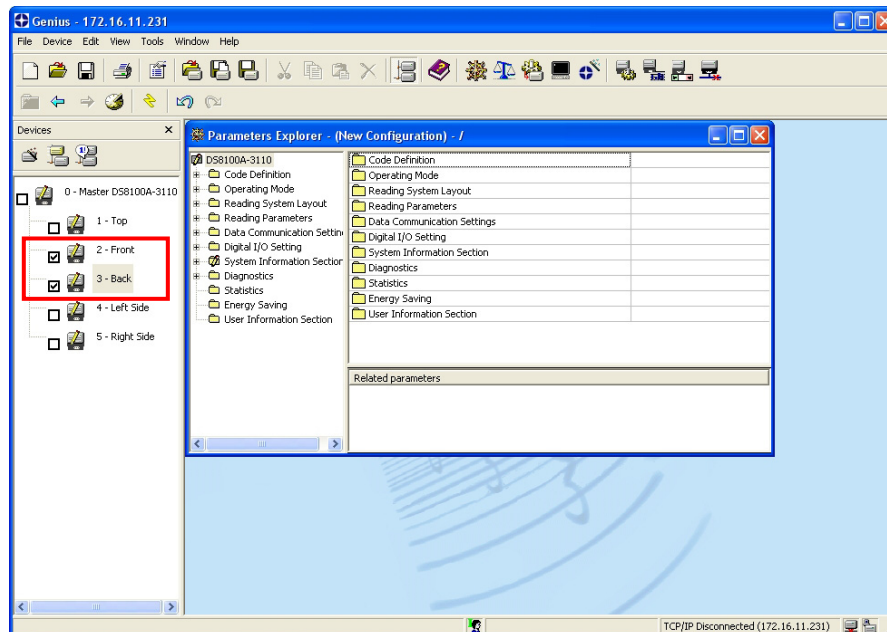 Genius - 172.16.11.231
File Device Edit View Tools Window Help
Devices
0 - Master DS8100A-3110
1 - Top
2 - Front
3 - Back
4 - Left Side
5 - Right Side
Parameters Explorer - (New Configuration) - /
DS8100A-3110
Code Definition
Operating Mode
Reading System Layout
Reading Parameters
Data Communication Settin
Digital I/O Setting
System Information Section
Diagnostics
Statistics
Energy Saving
User Information Section
Code Definition
Operating Mode
Reading System Layout
Reading Parameters
Data Communication Settings
Digital I/O Setting
System Information Section
Diagnostics
Statistics
Energy Saving
User Information Section
Related parameters
TCP/IP Disconnected (172.16.11.231)